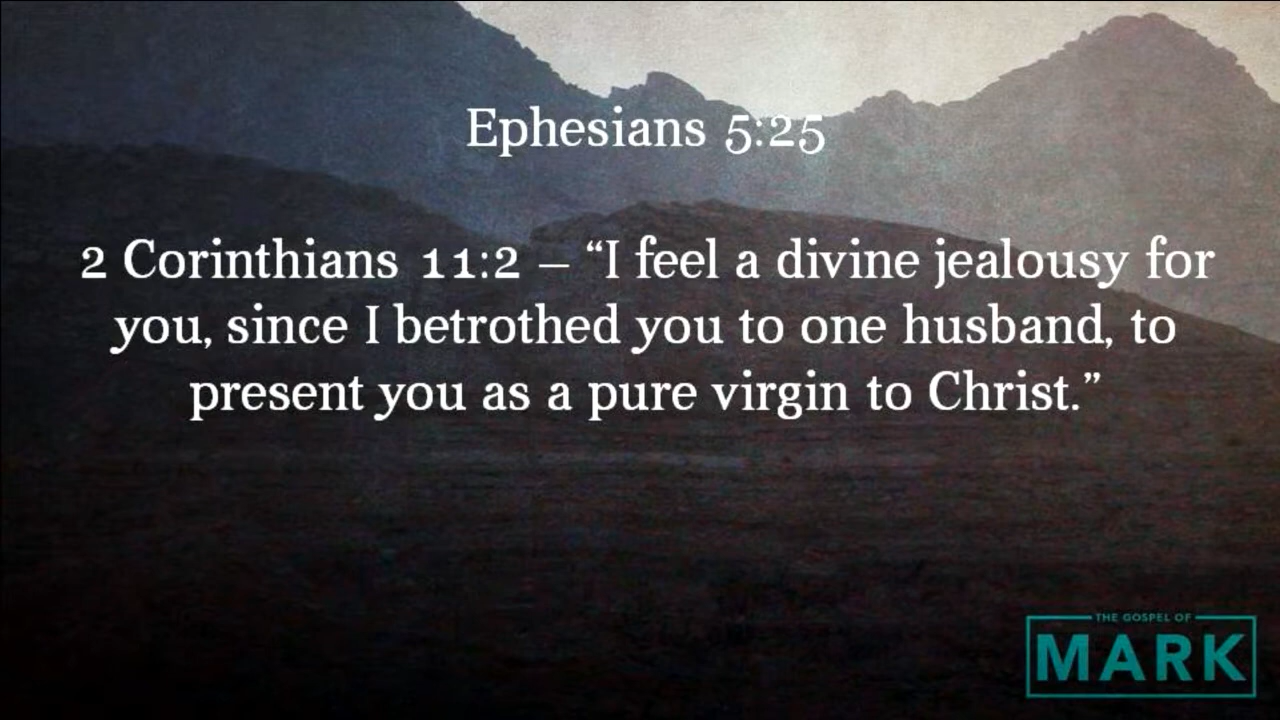 Ephesians 5:25
2 Corinthians 11:2 – “I feel a divine jealousy for
you, since I betrothed you to one husband, to
present you as a pure virgin to Christ.”
THE GOSPEL OF
MARK